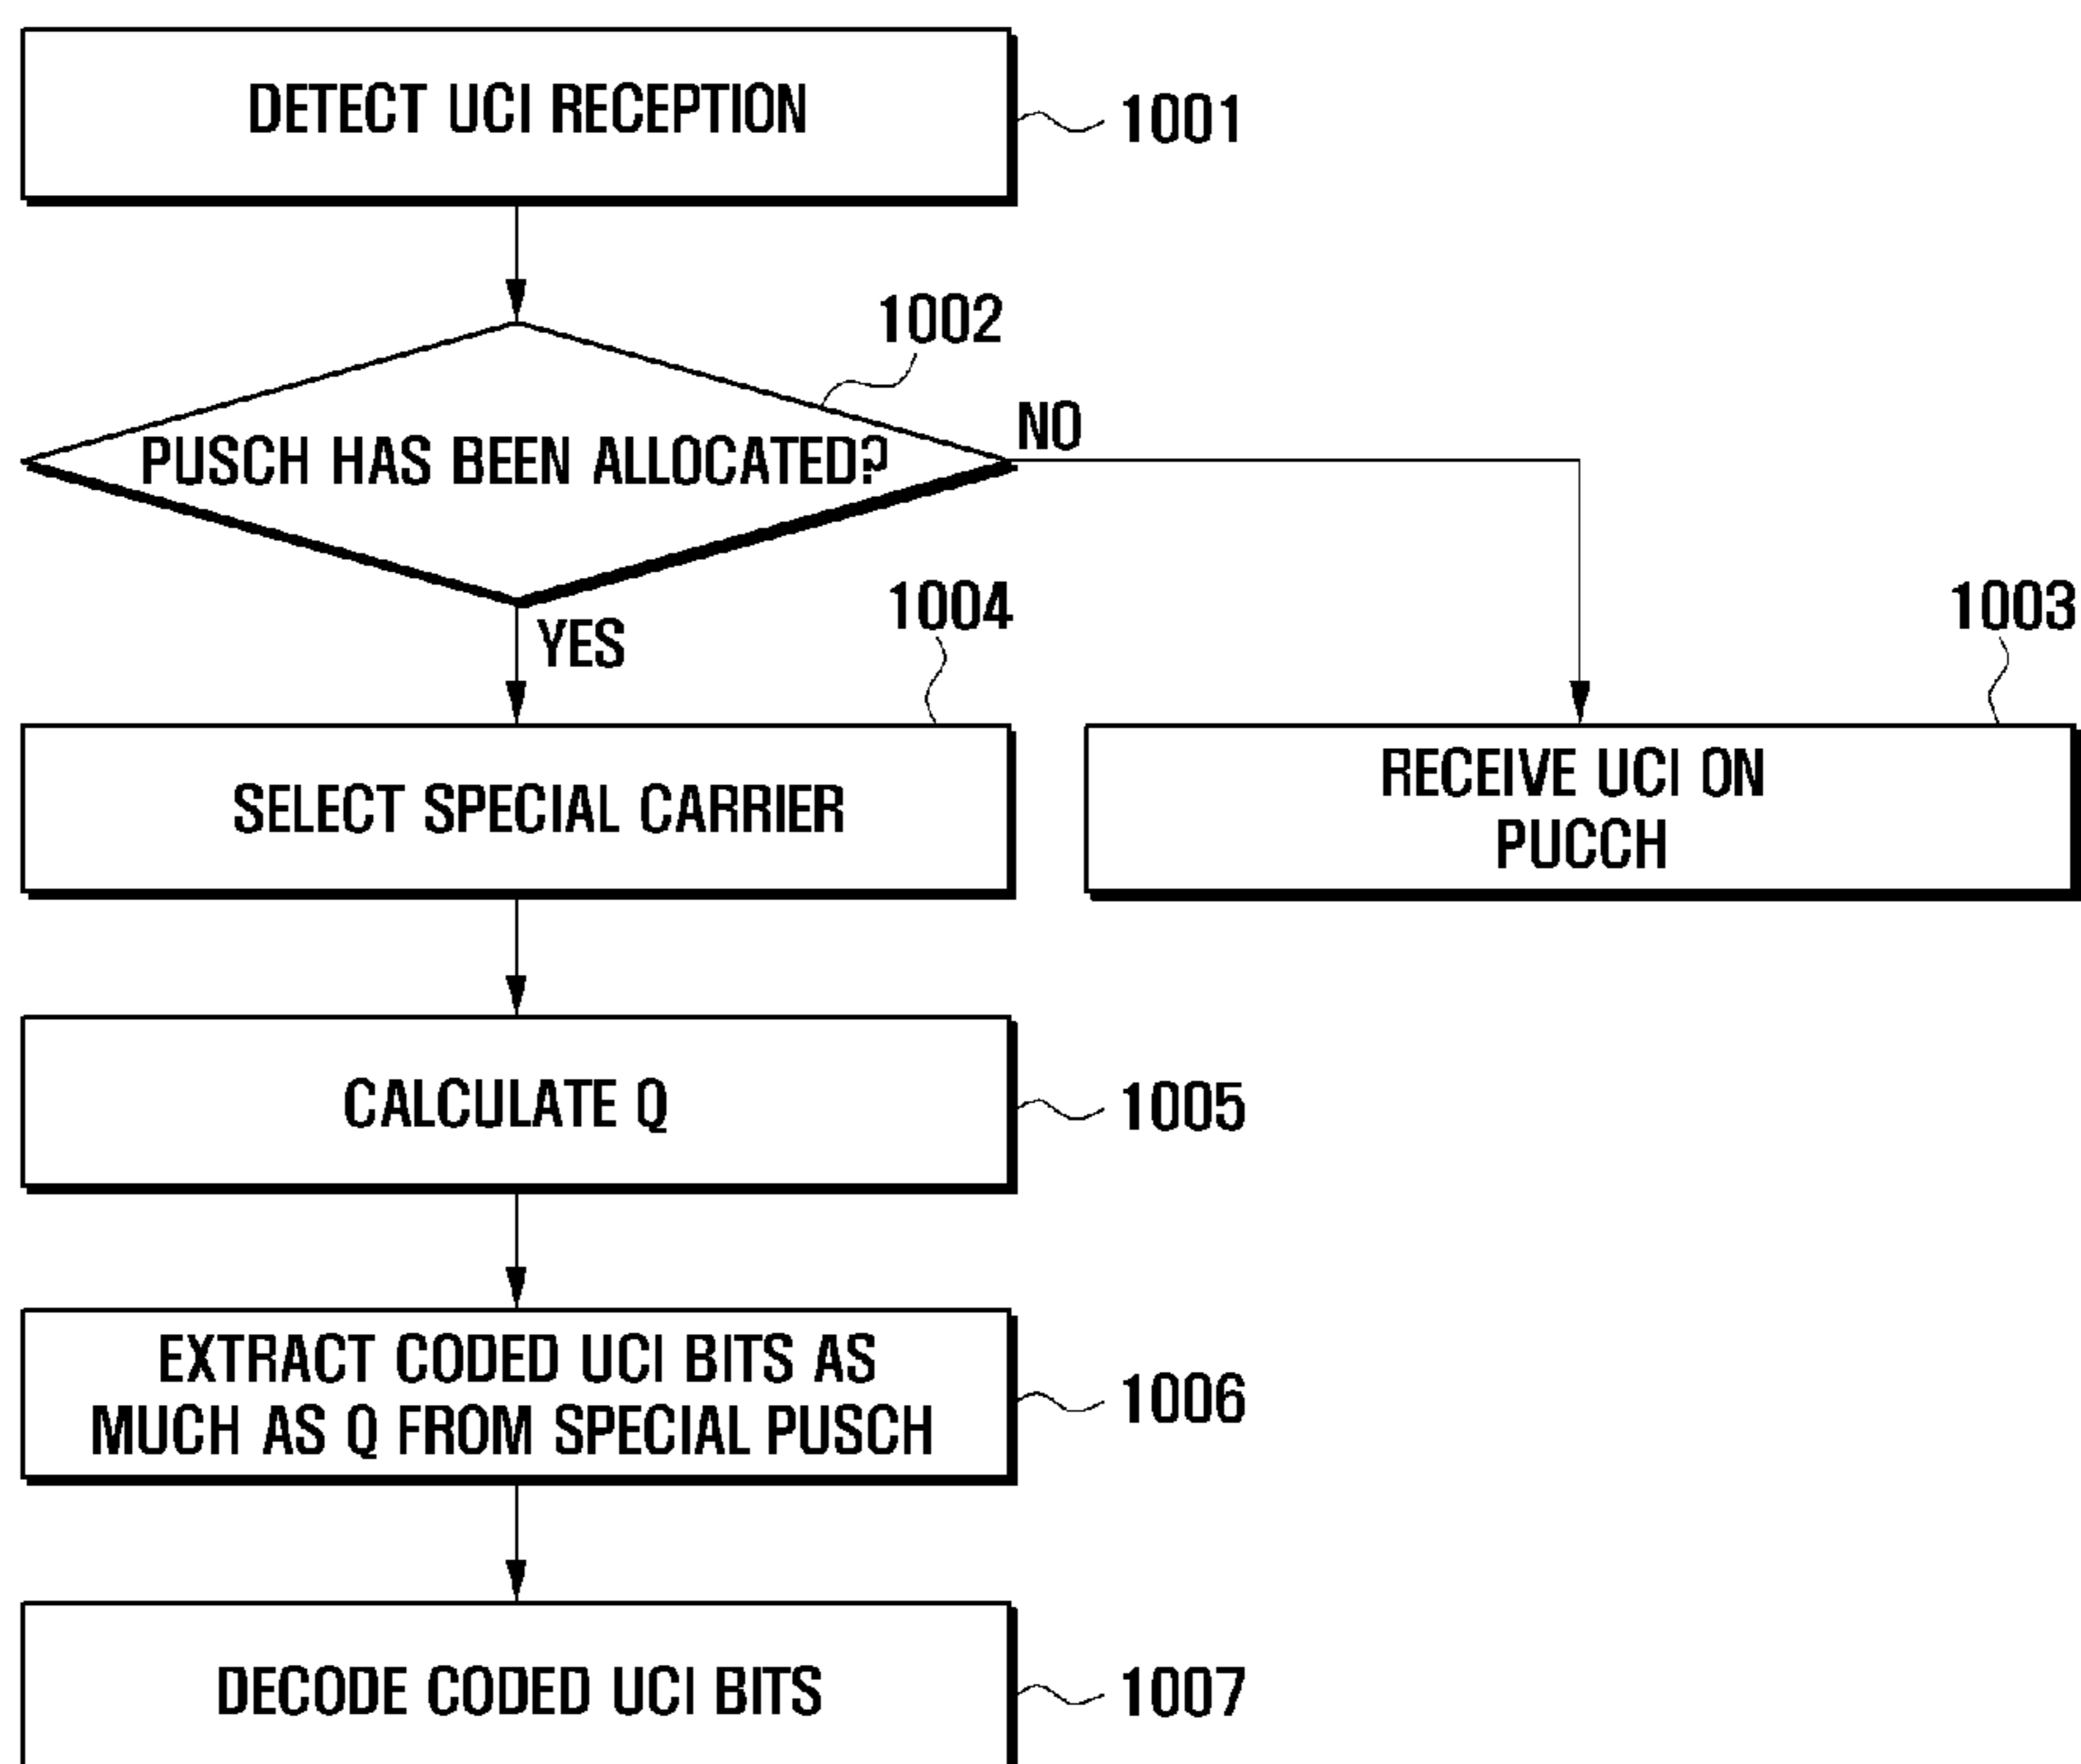 DETECT UCI RECEPTION
1001
1002
PUSCH HAS BEEN ALLOCATED?
NO
YES
1004
1003
SELECT SPECIAL CARRIER
RECEIVE UCI ON
PUCCH
CALCULATE Q
1005
EXTRACT CODED UCI BITS AS
MUCH AS Q FROM SPECIAL PUSCH
1006
DECODE CODED UCI BITS
1007